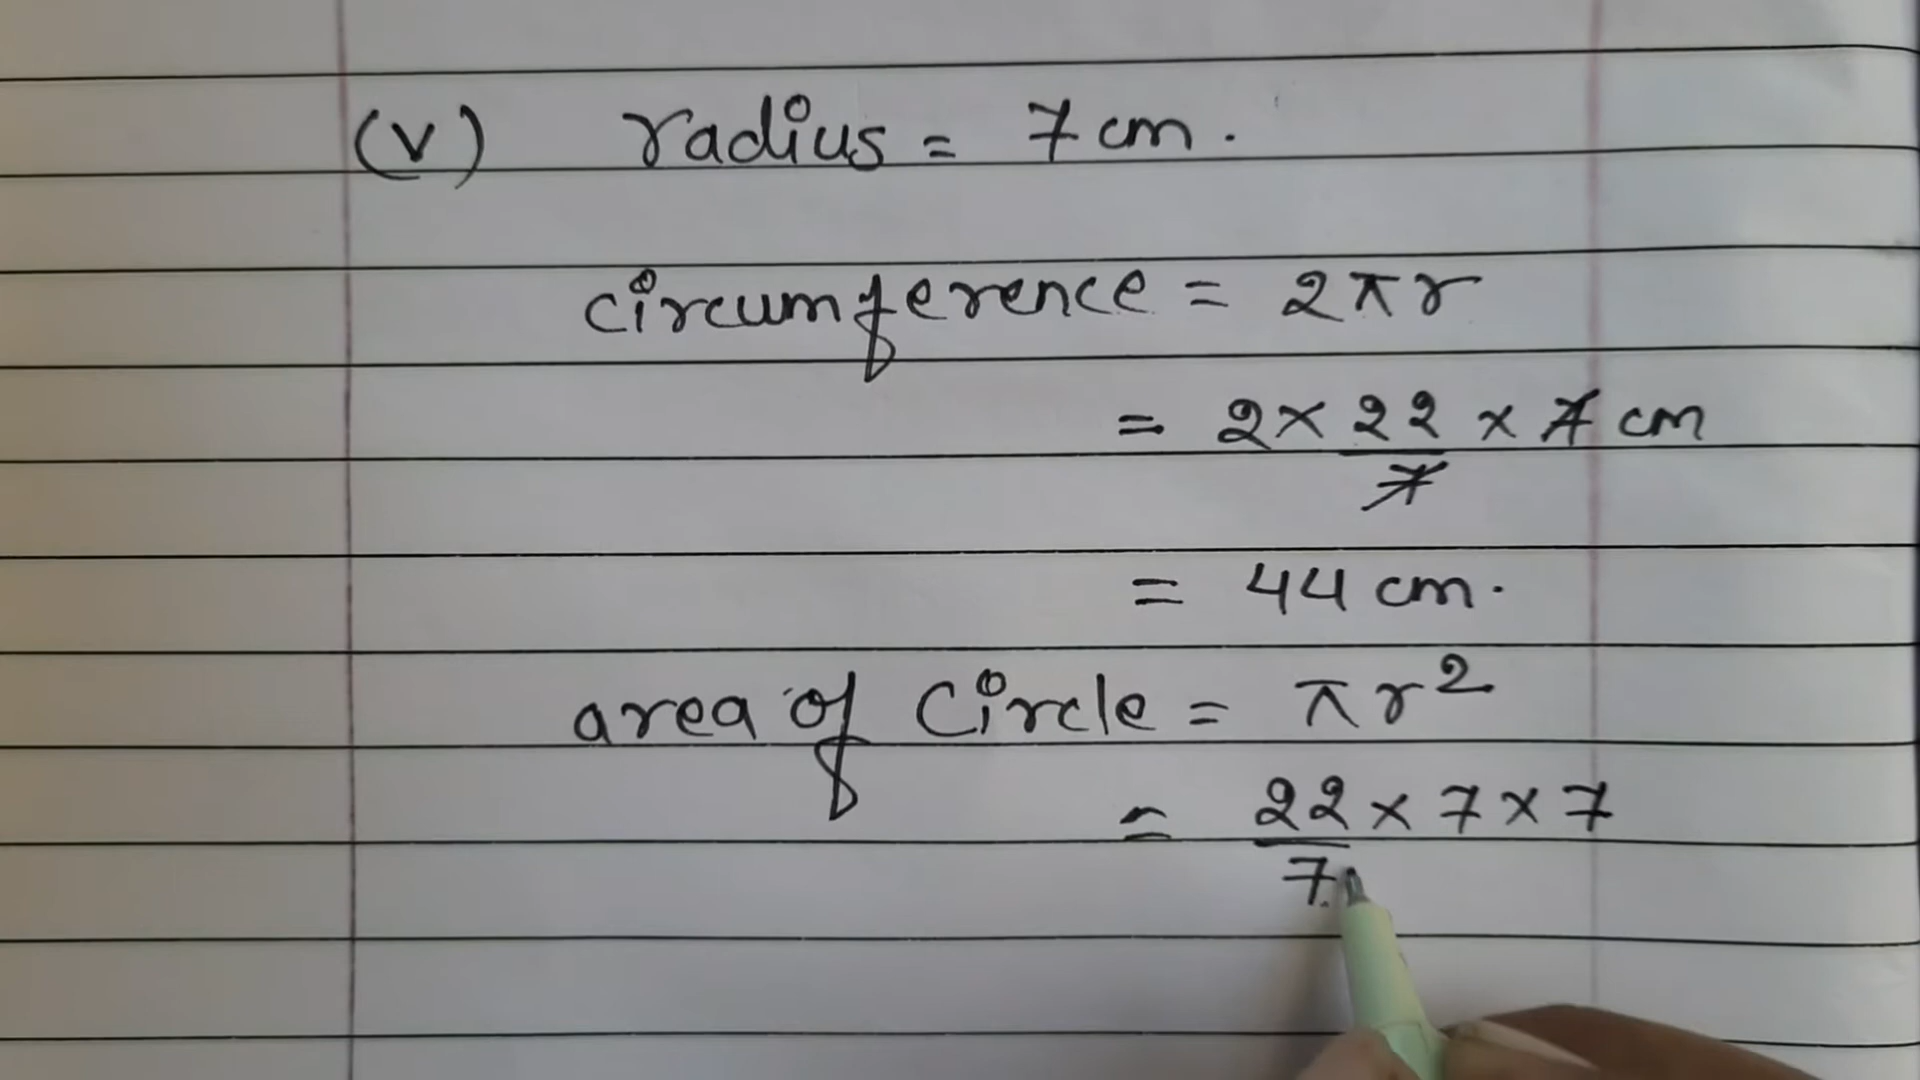 (v) radius = 7 cm.
circumference = 2πr
= 2 × 22/7 × 7 cm
= 44 cm.
area of Circle = πr²
= 22/7 × 7 × 7